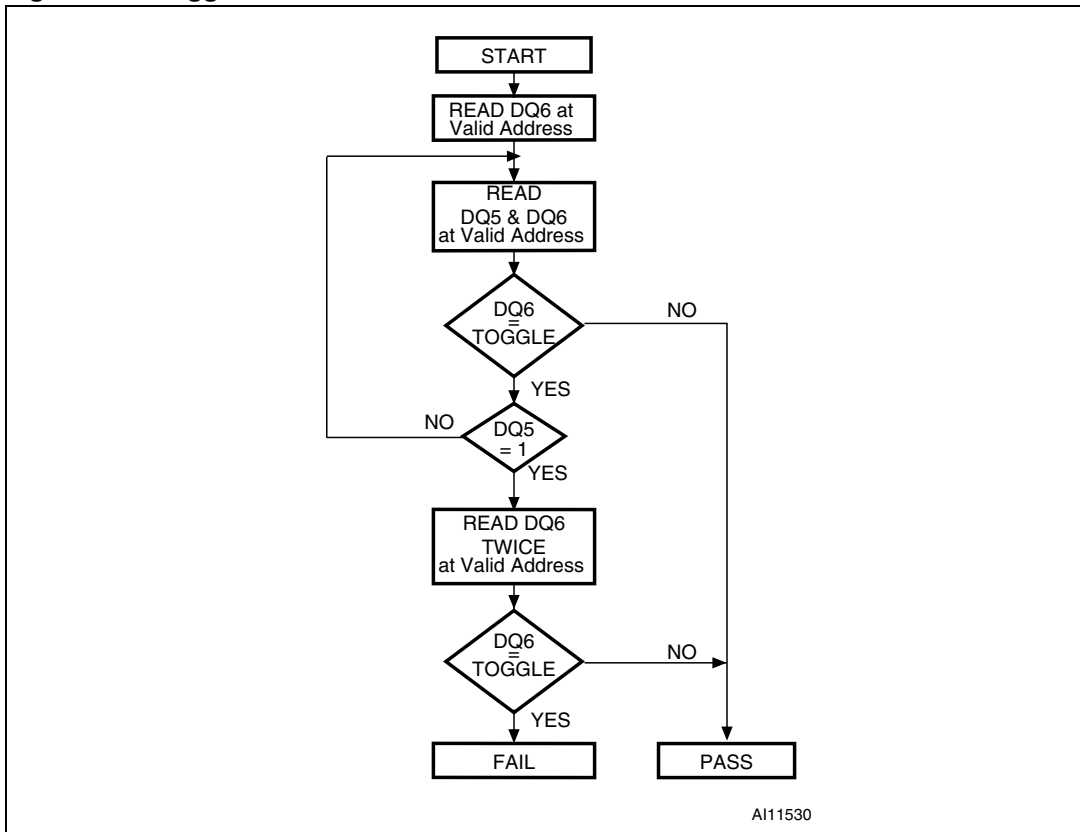 START
READ DQ6 at
Valid Address
READ
DQ5 & DQ6
at Valid Address
DQ6
=
TOGGLE
NO
YES
NO
DQ5
= 1
YES
READ DQ6
TWICE
at Valid Address
DQ6
=
TOGGLE
NO
YES
FAIL
PASS
AI11530